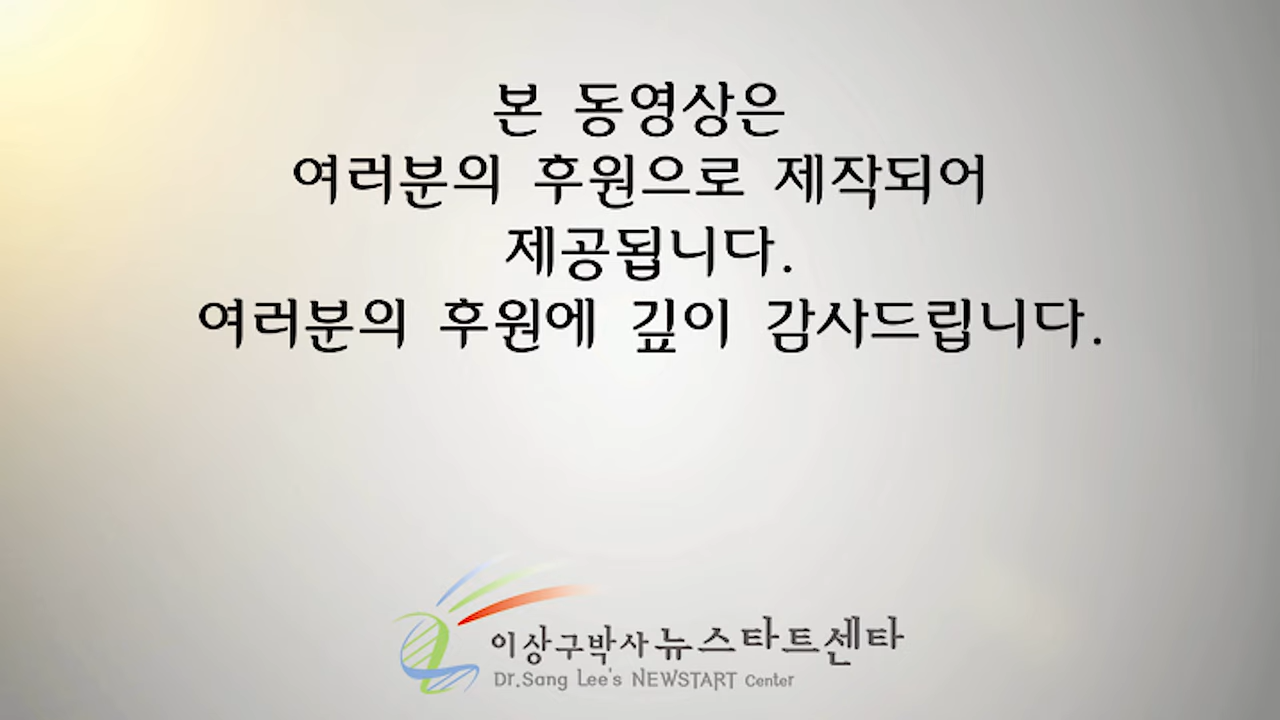 본 동영상은
여러분의 후원으로 제작되어
제공됩니다.
여러분의 후원에 깊이 감사드립니다.
이상구박사 뉴스타트센타
Dr.Sang Lee's NEWSTART Center